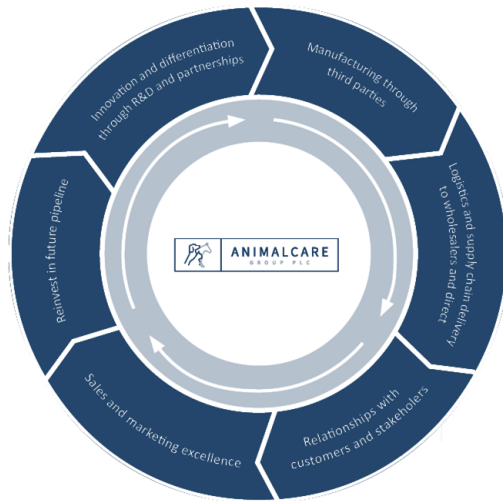 Innovation and differentiation
through R&D and partnerships
Manufacturing through
third parties
Logistics and supply chain delivery
to wholesalers and direct
Relationships with
customers and stakeholers
Sales and marketing excellence
Reinvest in future pipeline
ANIMALCARE
GROUP PLC